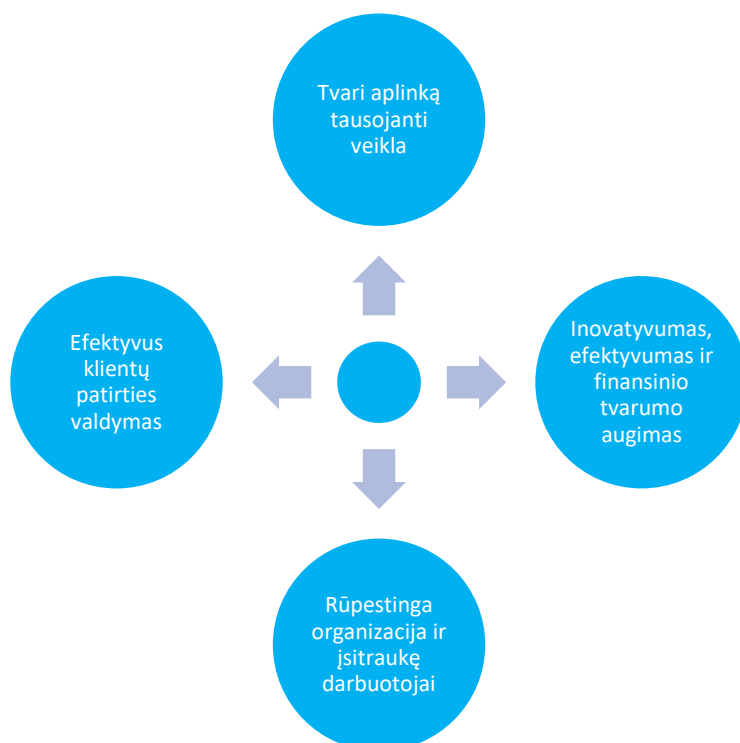 Tvari aplinką
tausojanti
veikla
Efektyvus
klientų
patirties
valdymas
Inovatyvumas,
efektyvumas ir
finansinio
tvarumo
augimas
Rūpestinga
organizacija ir
įsitraukę
darbuotojai